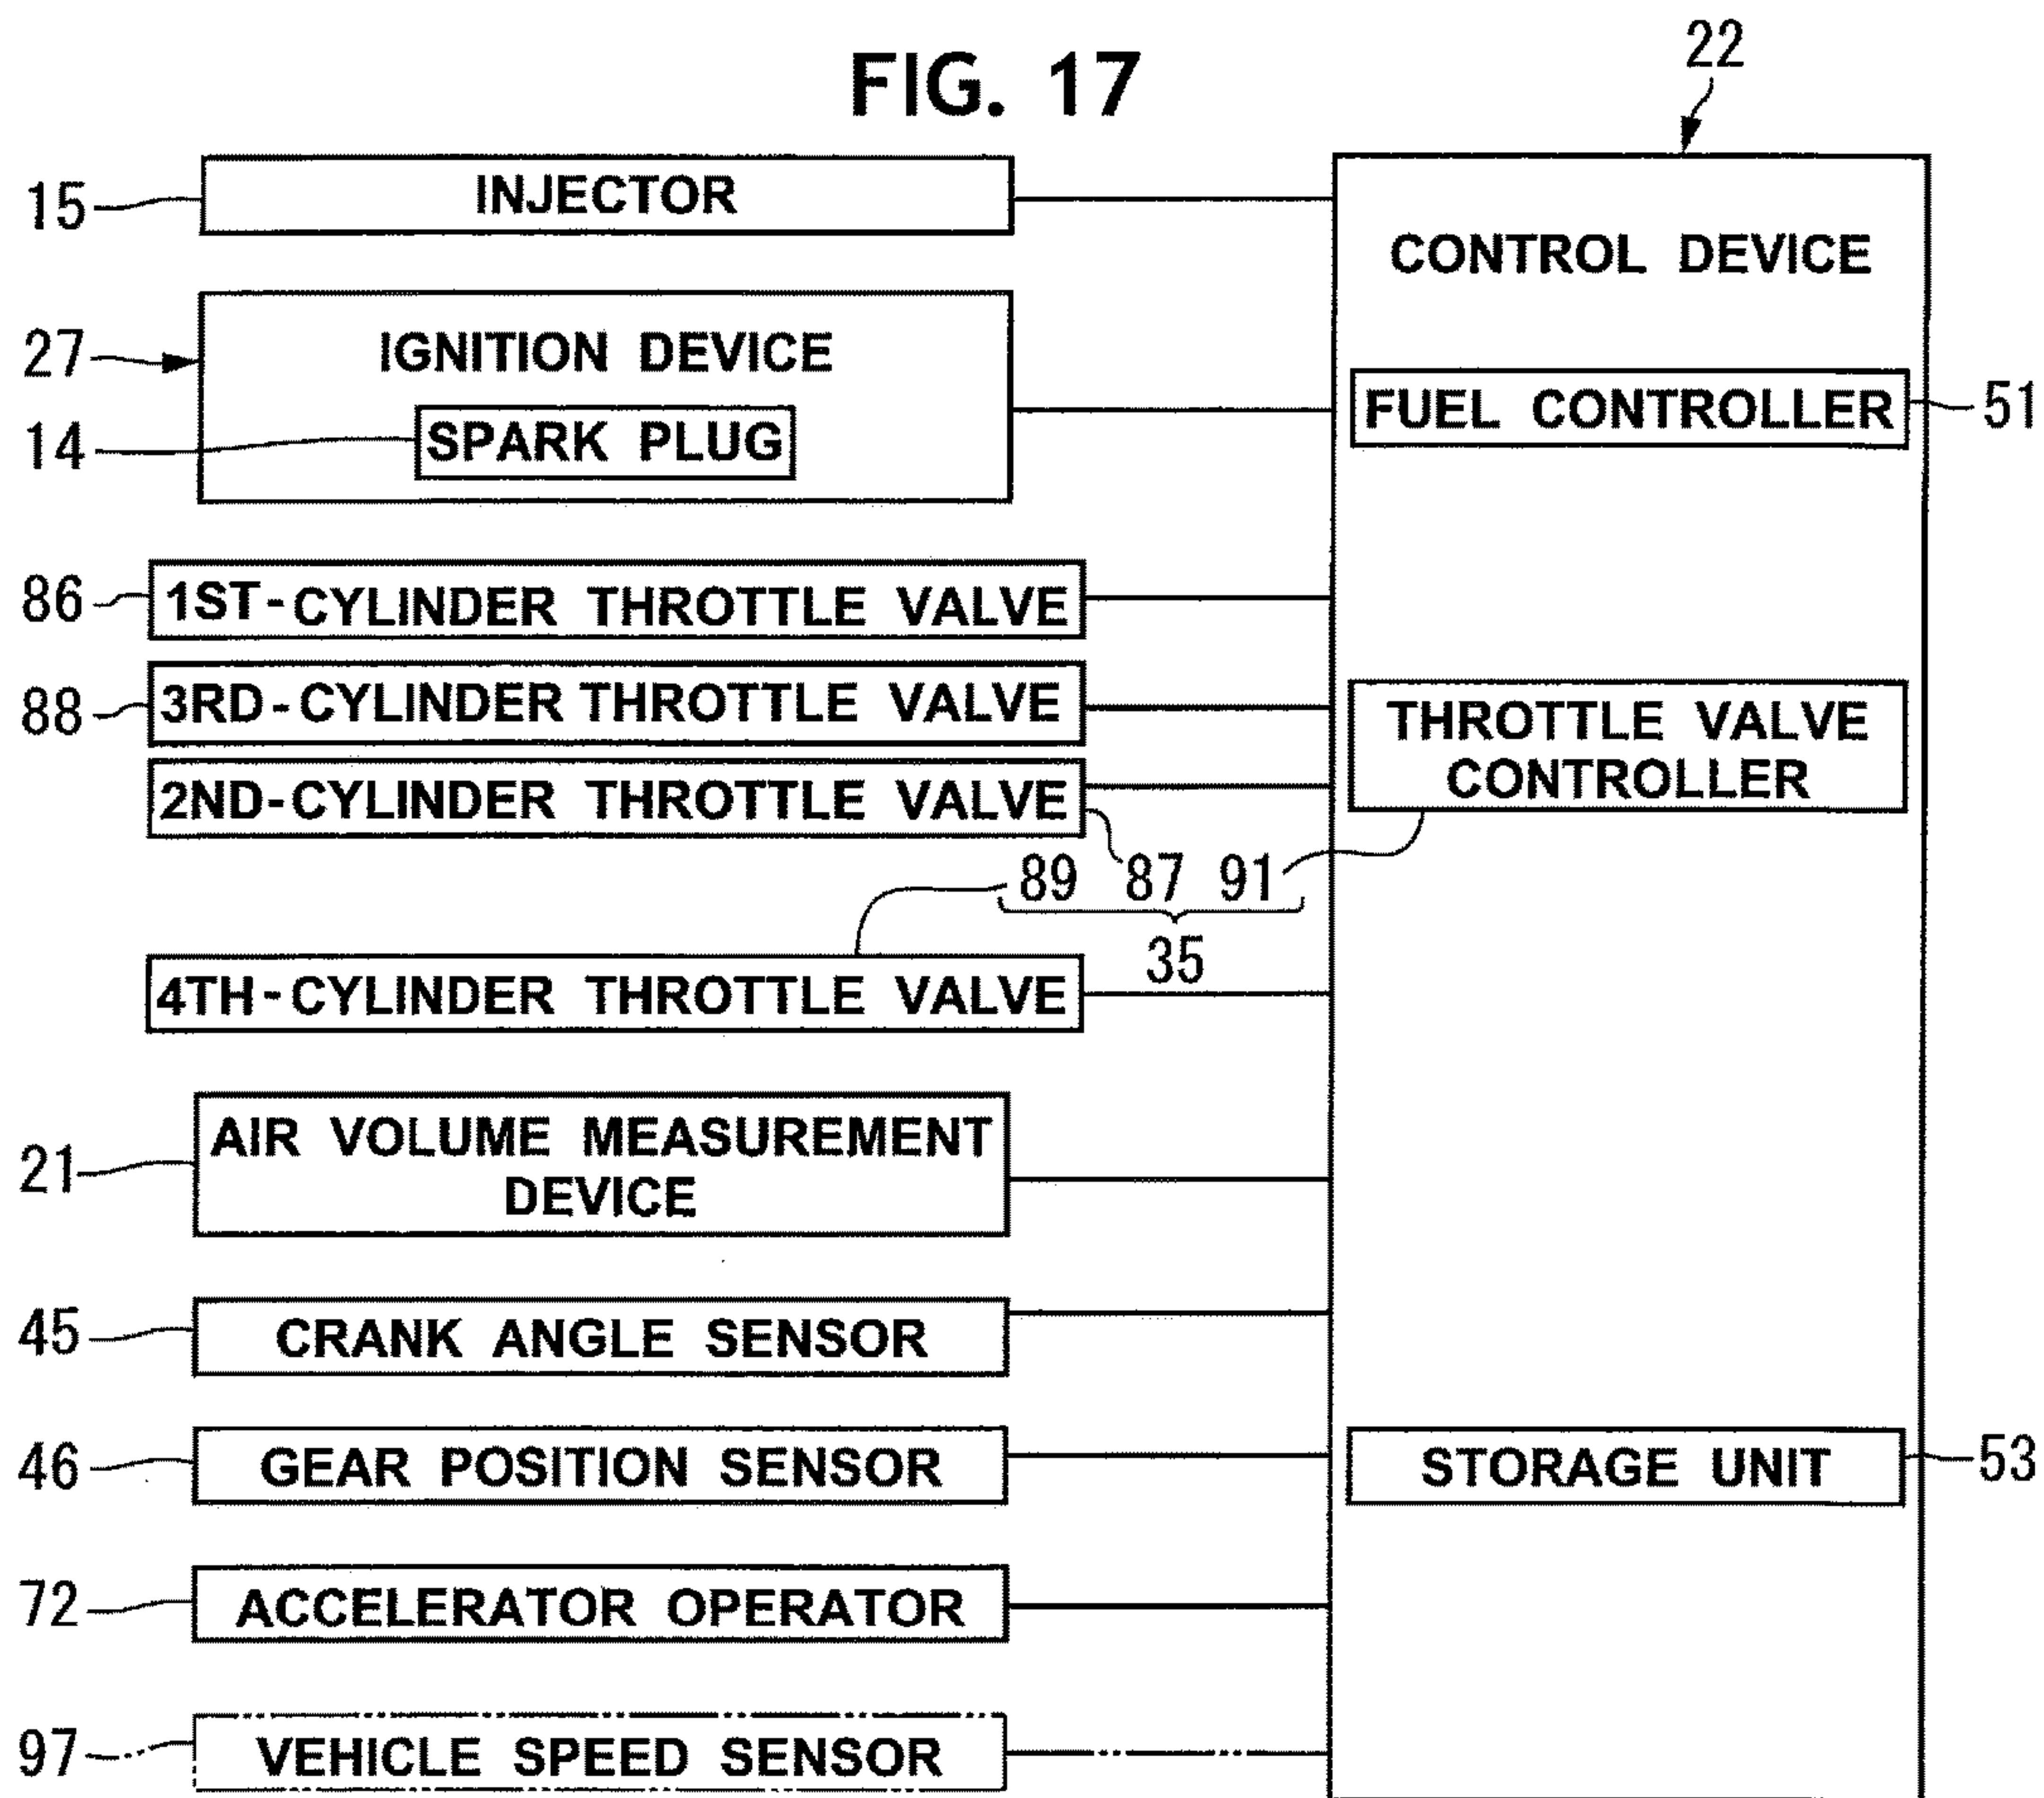 FIG. 17
22
15
INJECTOR
CONTROL DEVICE
27
IGNITION DEVICE
FUEL CONTROLLER
51
14
SPARK PLUG
86
1ST-CYLINDER THROTTLE VALVE
88
3RD-CYLINDER THROTTLE VALVE
THROTTLE VALVE
CONTROLLER
2ND-CYLINDER THROTTLE VALVE
89 87 91
35
4TH-CYLINDER THROTTLE VALVE
21
AIR VOLUME MEASUREMENT
DEVICE
45
CRANK ANGLE SENSOR
46
GEAR POSITION SENSOR
STORAGE UNIT
53
72
ACCELERATOR OPERATOR
97
VEHICLE SPEED SENSOR